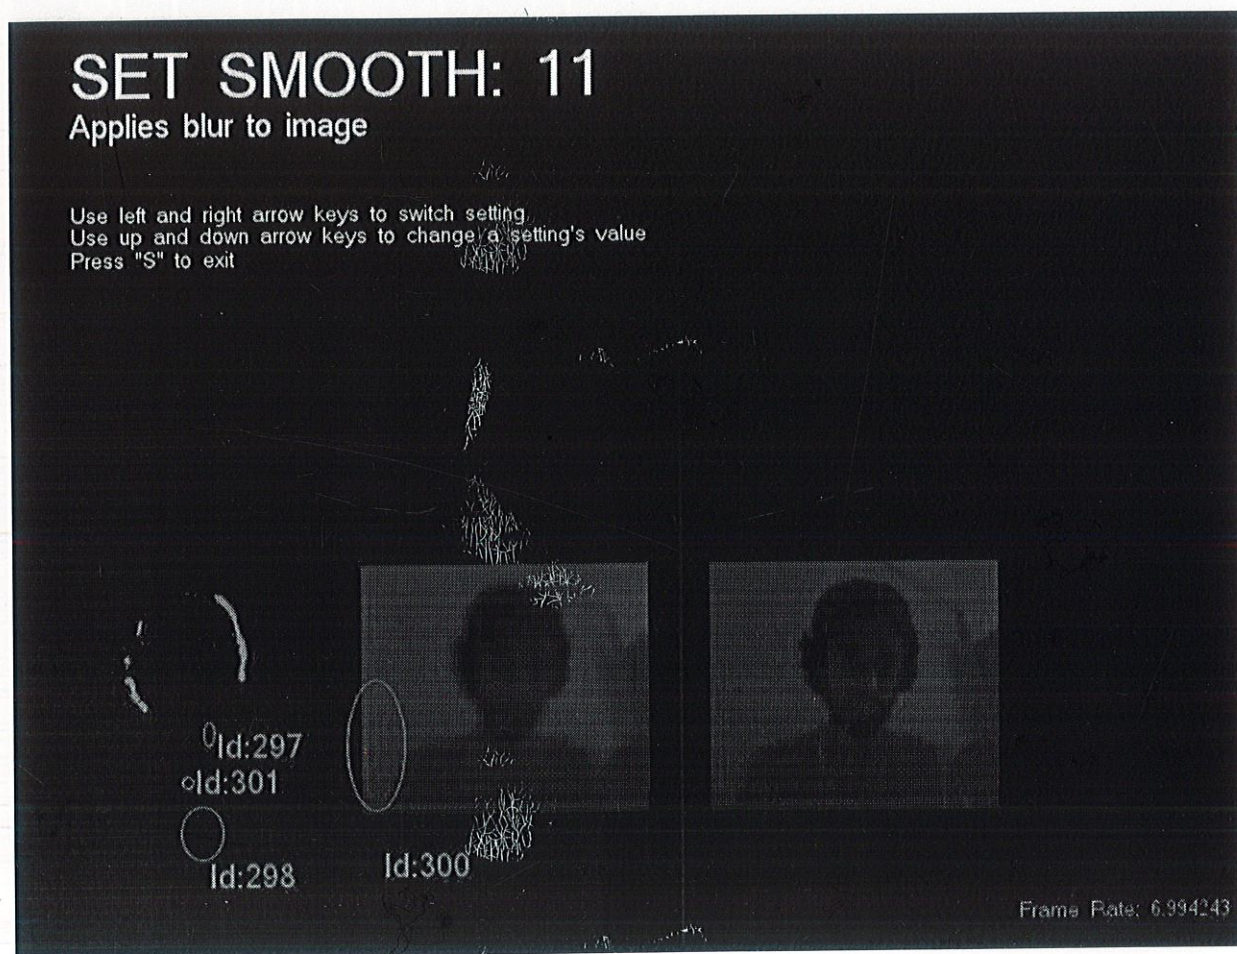 SET SMOOTH: 11
Applies blur to image
Use left and right arrow keys to switch setting
Use up and down arrow keys to change a setting's value
Press "S" to exit
Id:297
Id:301
Id:298
Id:300
Frame Rate: 6.994243